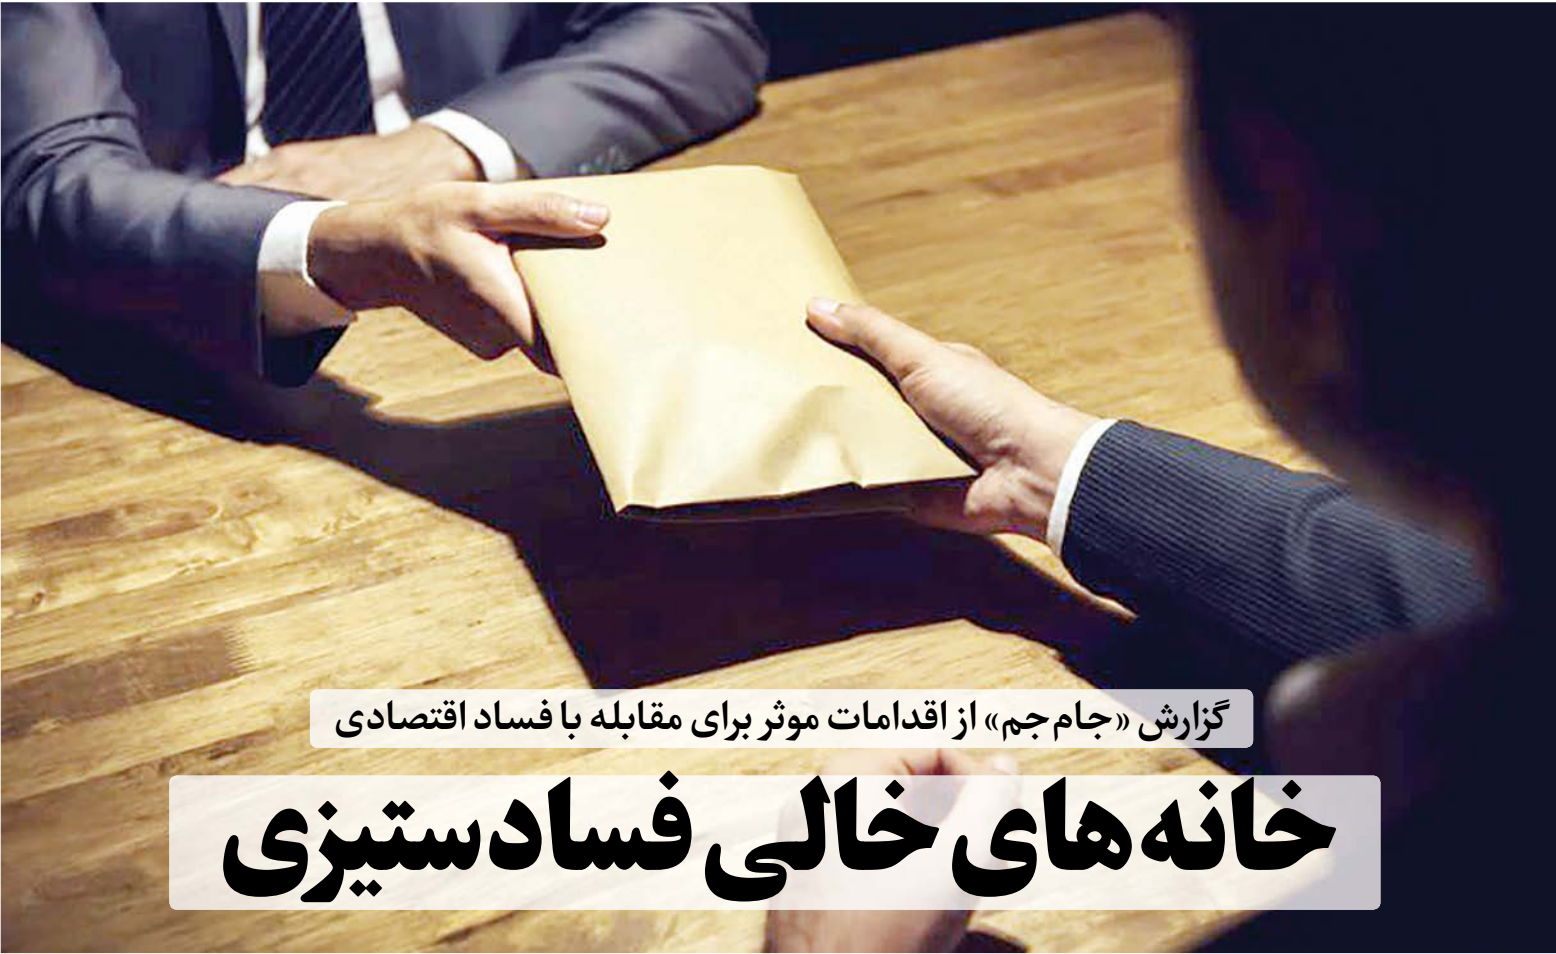 گزارش «جام‌جم» از اقدامات موثر برای مقابله با فساد اقتصادی
خانه‌های خالی فسادستیزی